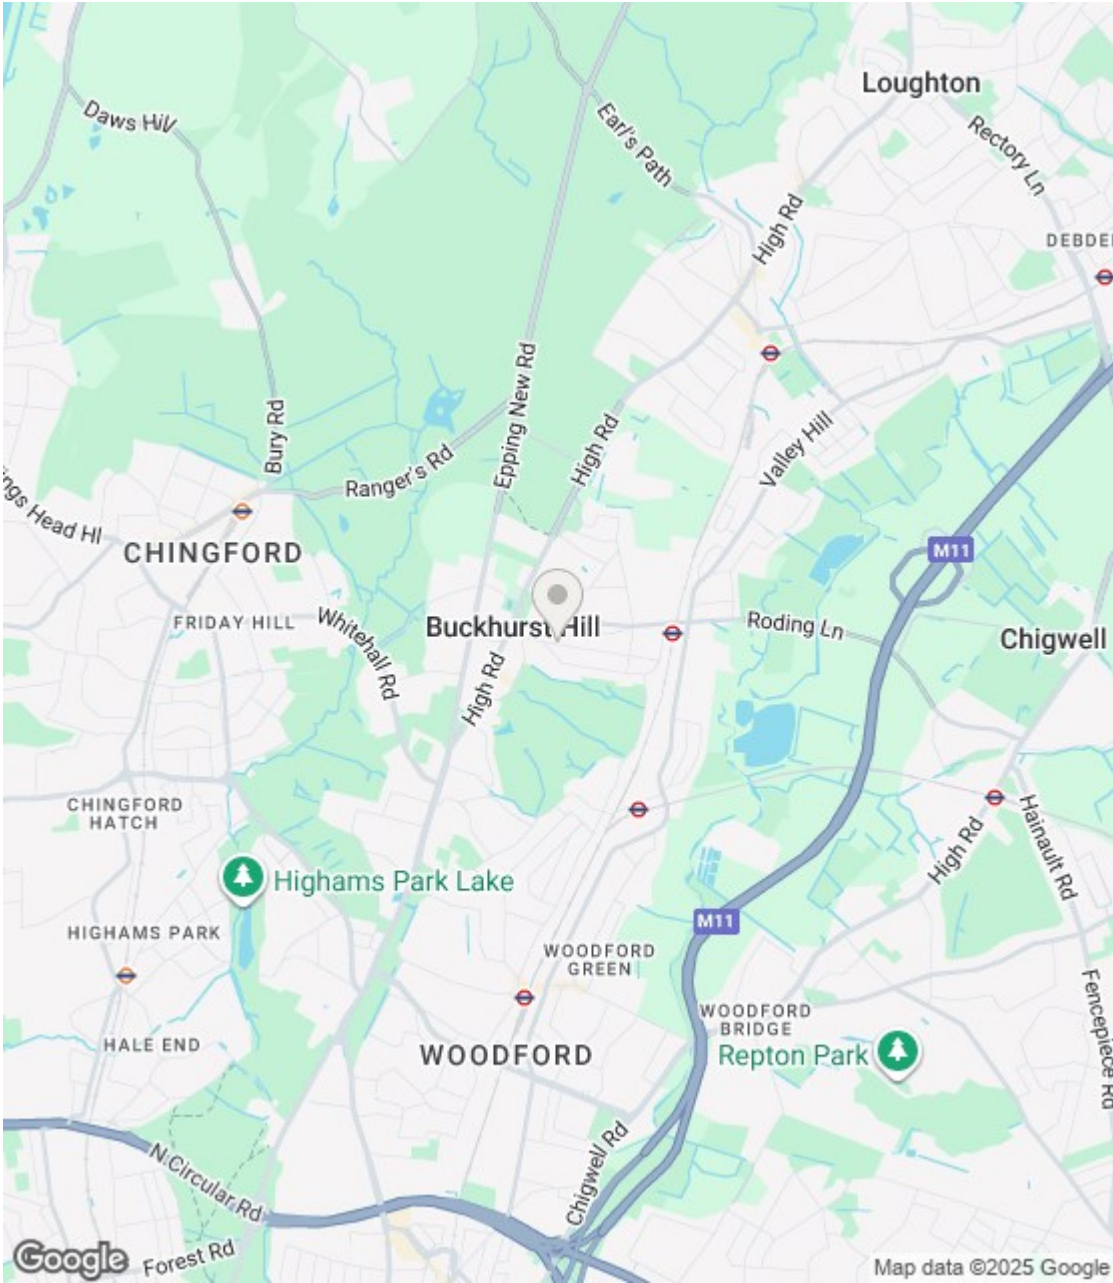 Loughton
Daws Hill
Earl's Path
Rectory Ln
High Rd
DEBDEN
Epping New Rd
Bury Rd
High Rd
Valley Hill
Ranger's Rd
ings Head Hl
CHINGFORD
M11
FRIDAY HILL
Whitehall Rd
Buckhurst Hill
Roding Ln
Chigwell
High Rd
CHINGFORD
HATCH
Hainault Rd
High Rd
Highams Park Lake
M11
HIGHAMS PARK
WOODFORD
GREEN
Fencepiece Rd
WOODFORD
BRIDGE
HALE END
WOODFORD
Repton Park
N Circular Rd
Chigwell Rd
Forest Rd
Google
Map data ©2025 Google